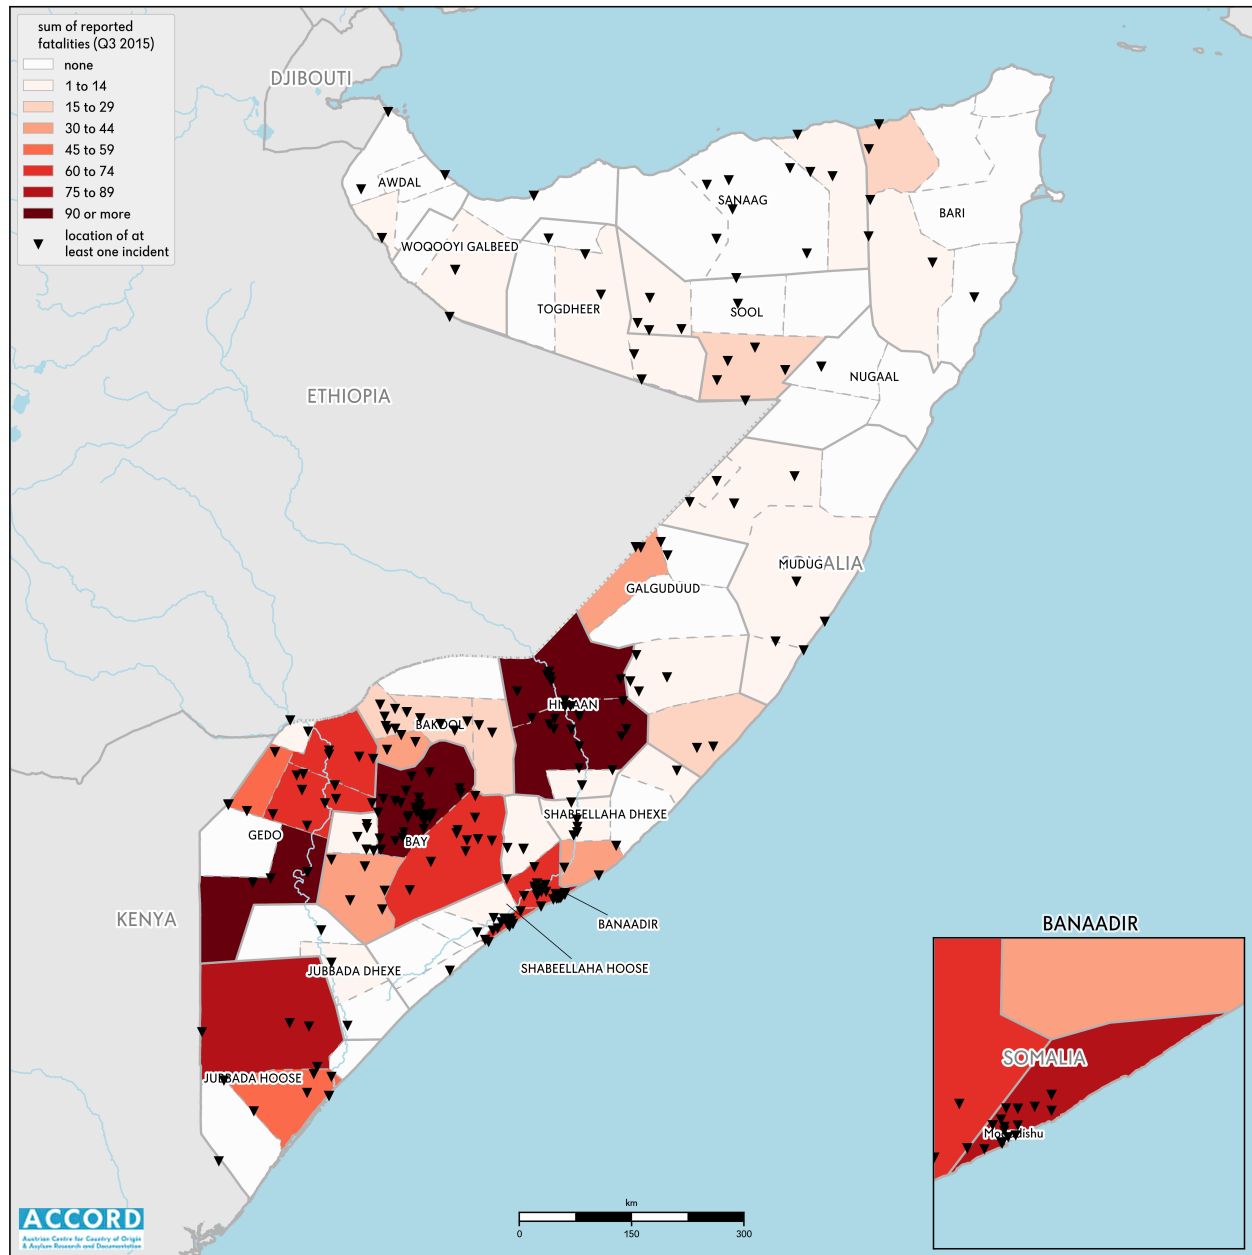 sum of reported
fatalities (Q3 2015)
none
1 to 14
15 to 29
30 to 44
45 to 59
60 to 74
75 to 89
90 or more
location of at
least one incident
DJIBOUTI
AWDAL
SANAAG
BARI
WOQOOYI GALBEED
TOGDHEER
SOOL
NUGAAL
ETHIOPIA
SOMALIA
MUDUG
GALGUDUUD
HIIRAAN
BAKOOL
SHABEELLAHA DHEXE
GEDO
BAY
KENYA
BANAADIR
SHABEELLAHA HOOSE
JUBBADA DHEXE
JUBBADA HOOSE
BANAADIR
SOMALIA
Mogadishu
km
0 150 300
ACCORD
Austrian Centre for Country of Origin
& Asylum Research and Documentation